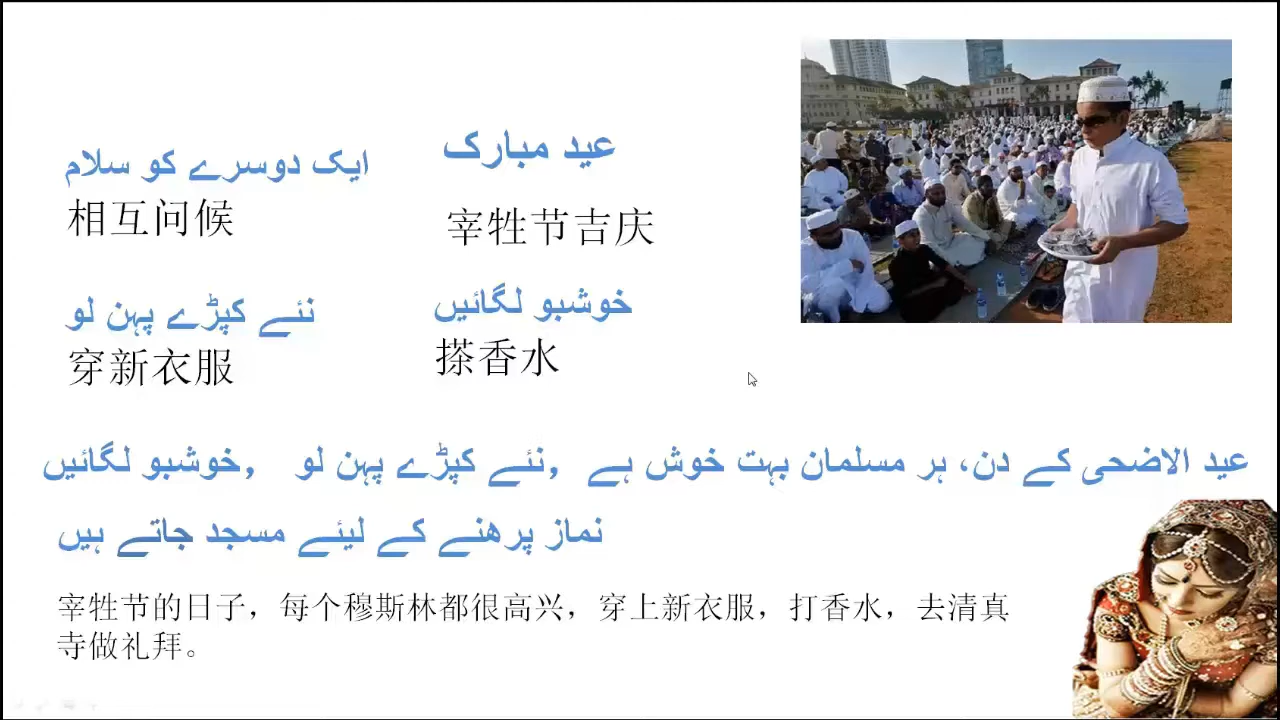 ایک دوسرے کو سلام
相互问候
عید مبارک
宰牲节吉庆
نئے کپڑے پہن لو
穿新衣服
خوشبو لگائیں
搽香水
عید الاضحی کے دن، ہر مسلمان بہت خوش ہے , نئے کپڑے پہن لو , خوشبو لگائیں
نماز پرھنے کے لیئے مسجد جاتے ہیں
宰牲节的日子，每个穆斯林都很高兴，穿上新衣服，打香水，去清真
寺做礼拜。